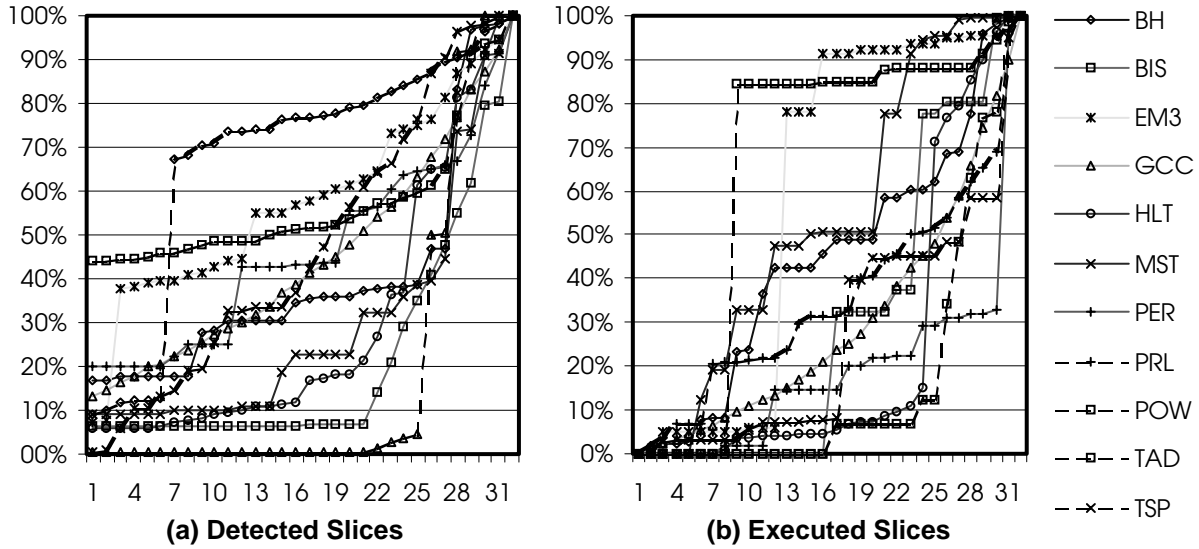 100%
90%
80%
70%
60%
50%
40%
30%
20%
10%
00%
1 4 7 10 13 16 19 22 25 28 31
(a) Detected Slices
100%
90%
80%
70%
60%
50%
40%
30%
20%
10%
00%
1 4 7 10 13 16 19 22 25 28 31
(b) Executed Slices
BH
BIS
EM3
GCC
HLT
MST
PER
PRL
POW
TAD
TSP